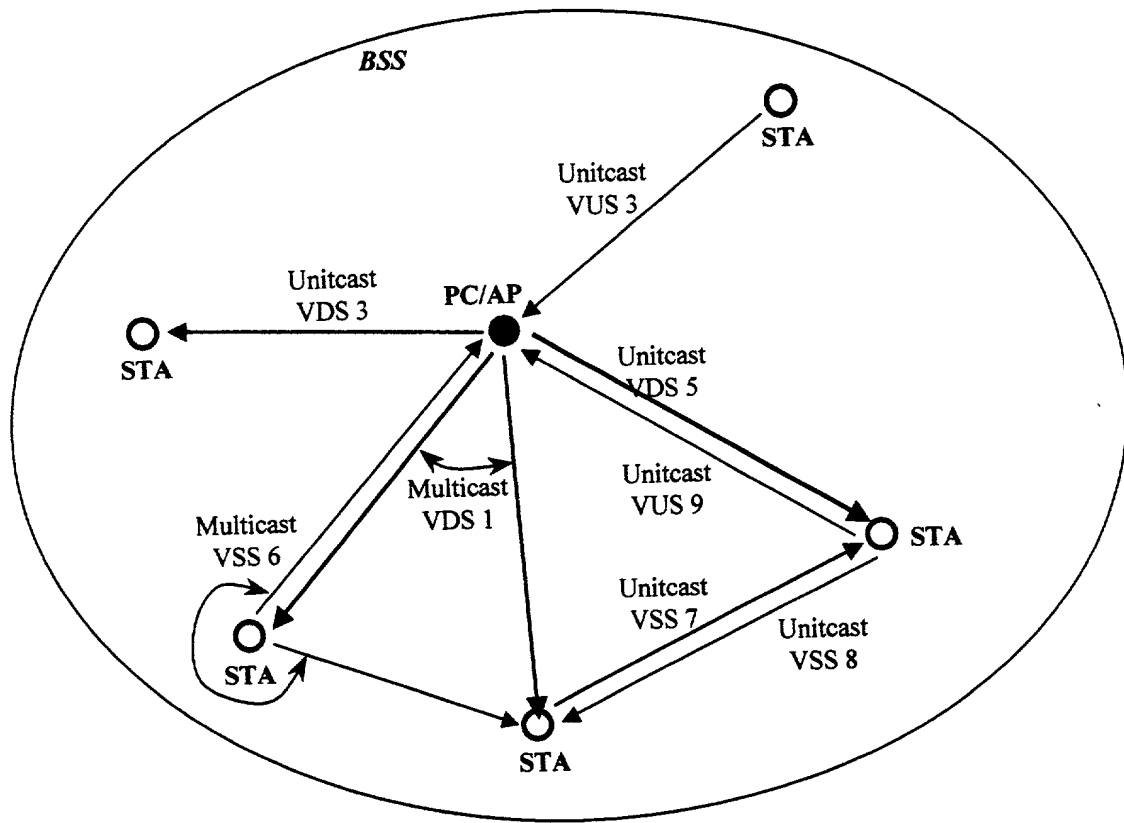 BSS
STA
Unitcast
VUS 3
Unitcast
VDS 3
PC/AP
STA
Unitcast
VDS 5
Multicast
VDS 1
Unitcast
VUS 9
Multicast
VSS 6
STA
Unitcast
VSS 7
Unitcast
VSS 8
STA
STA